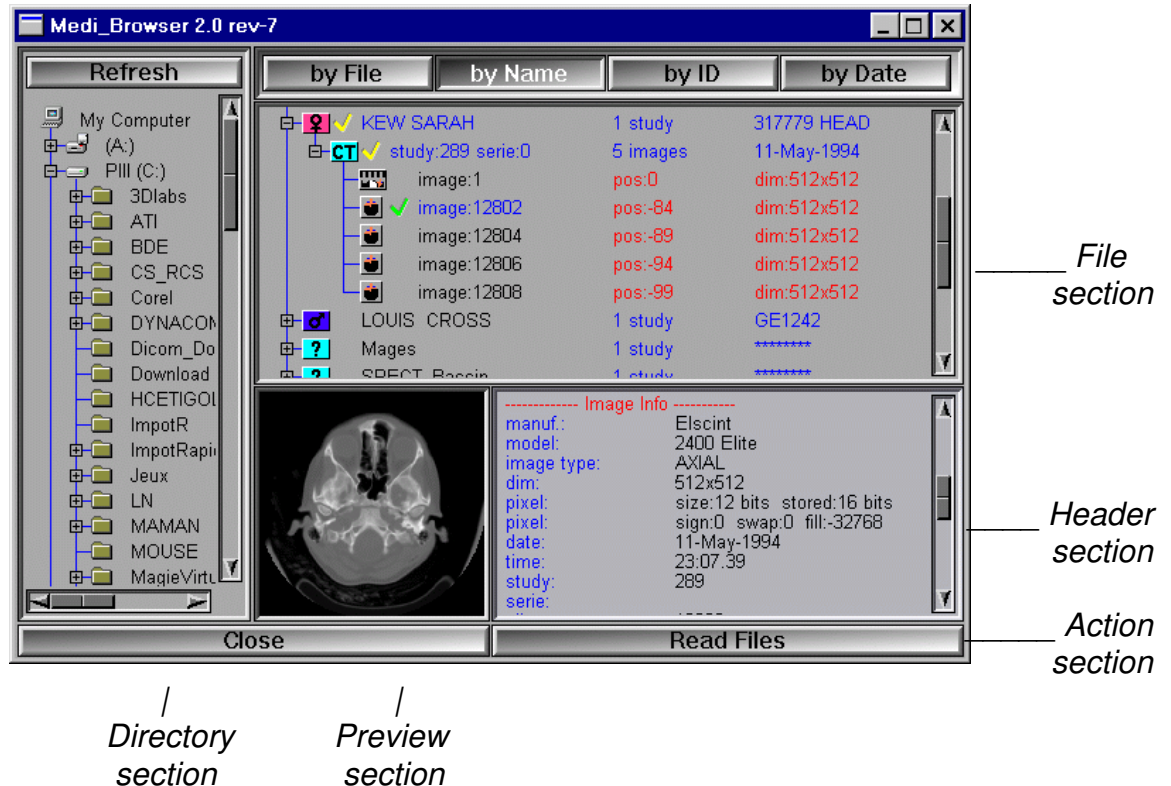 Medi_Browser 2.0 rev-7
Refresh
by File by Name by ID by Date
My Computer
(A:)
PIII (C:)
3Dlabs
ATI
BDE
CS_RCS
Corel
DYNACOM
Dicom_Do
Download
HCETIGOL
ImpotR
ImpotRapi
Jeux
LN
MAMAN
MOUSE
MagieVirtu
KEW SARAH 1 study 317779 HEAD
CT study:289 serie:0 5 images 11-May-1994
image:1 pos:0 dim:512x512
image:12802 pos:-84 dim:512x512
image:12804 pos:-89 dim:512x512
image:12806 pos:-94 dim:512x512
image:12808 pos:-99 dim:512x512
LOUIS CROSS 1 study GE1242
? Mages 1 study ********
? SPECT Bassin 1 study ********
------------- Image Info -----------
manuf.: Elscint
model: 2400 Elite
image type: AXIAL
dim: 512x512
pixel: size:12 bits stored:16 bits
pixel: sign:0 swap:0 fill:-32768
date: 11-May-1994
time: 23:07.39
study: 289
serie:
Close Read Files
File
section
Header
section
Action
section
Directory
section
Preview
section